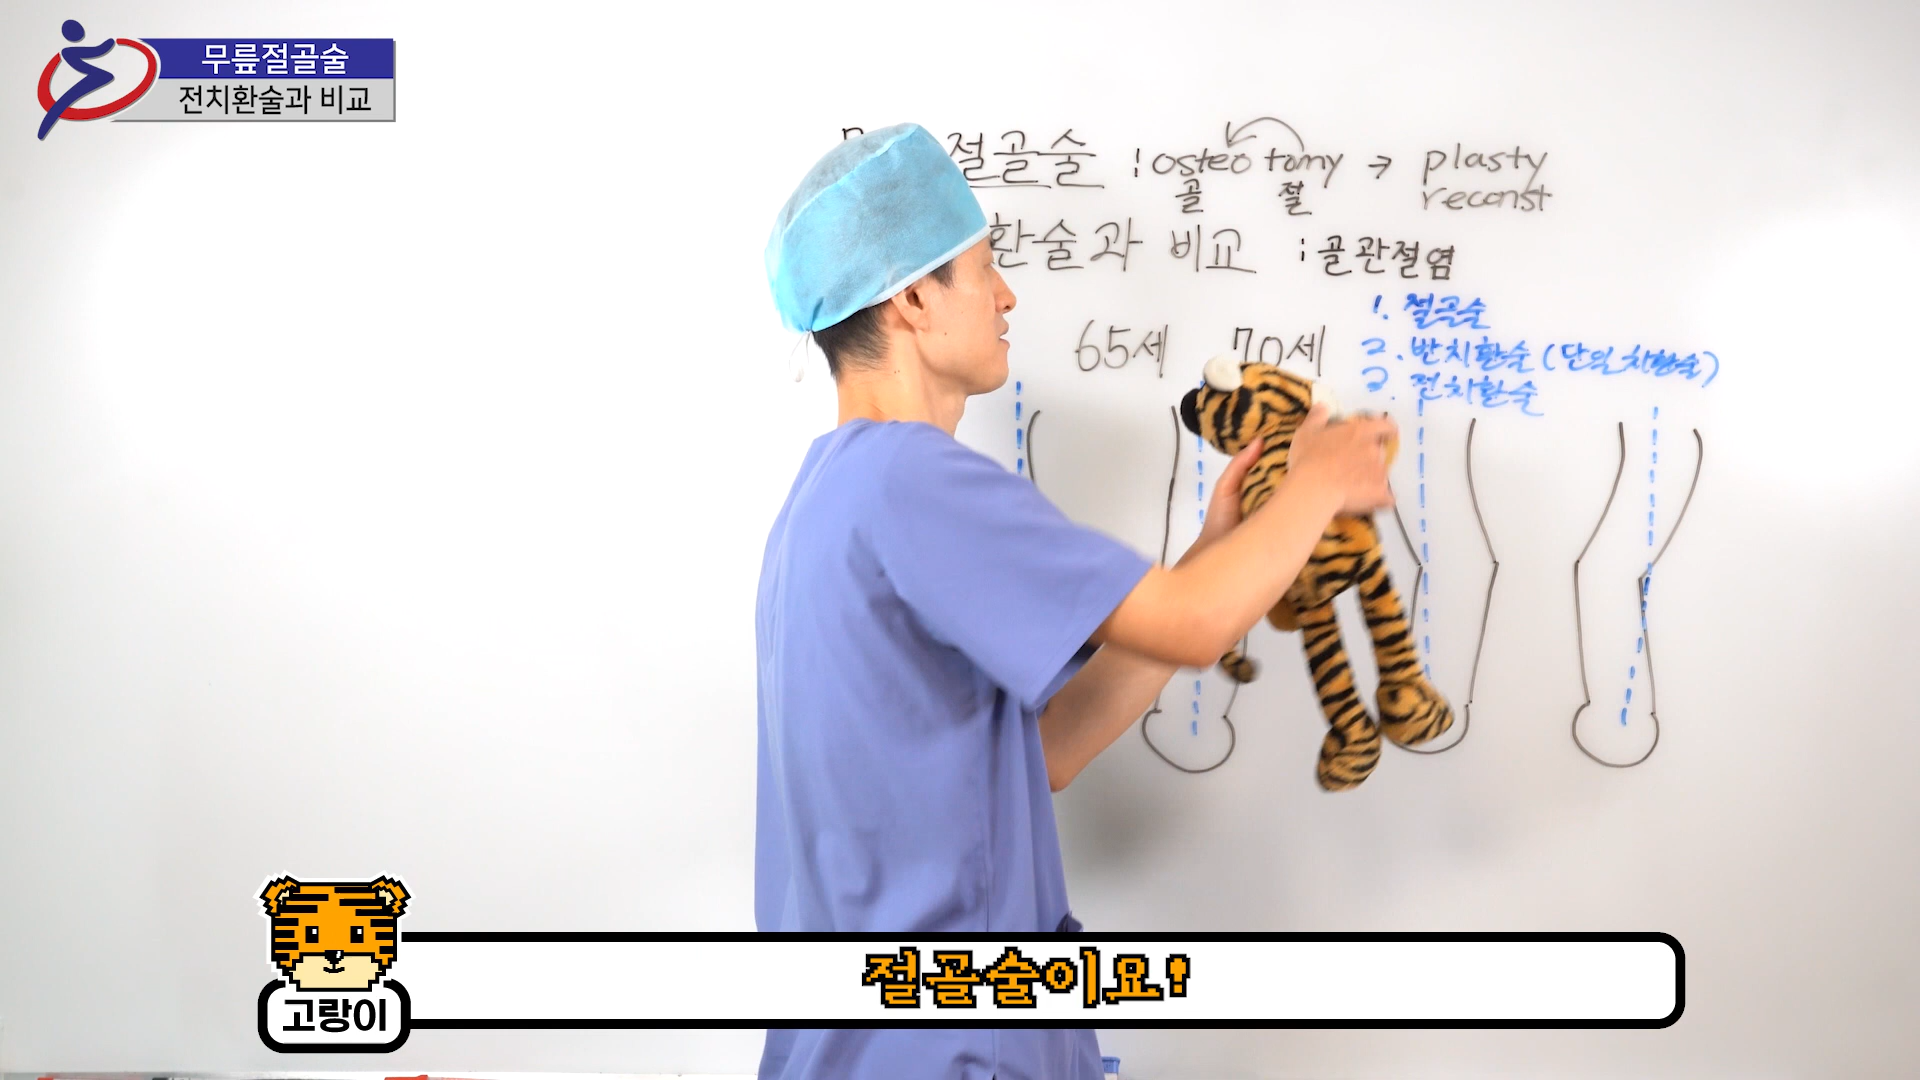 무릎절골술
전치환술과 비교
절골술 : osteotomy → plasty
골 절 reconst
환술과 비교 : 골관절염
1. 절골술
65세 70세 2. 반치환술 (단일치환술)
3. 전치환술
절골술이요!
고랑이